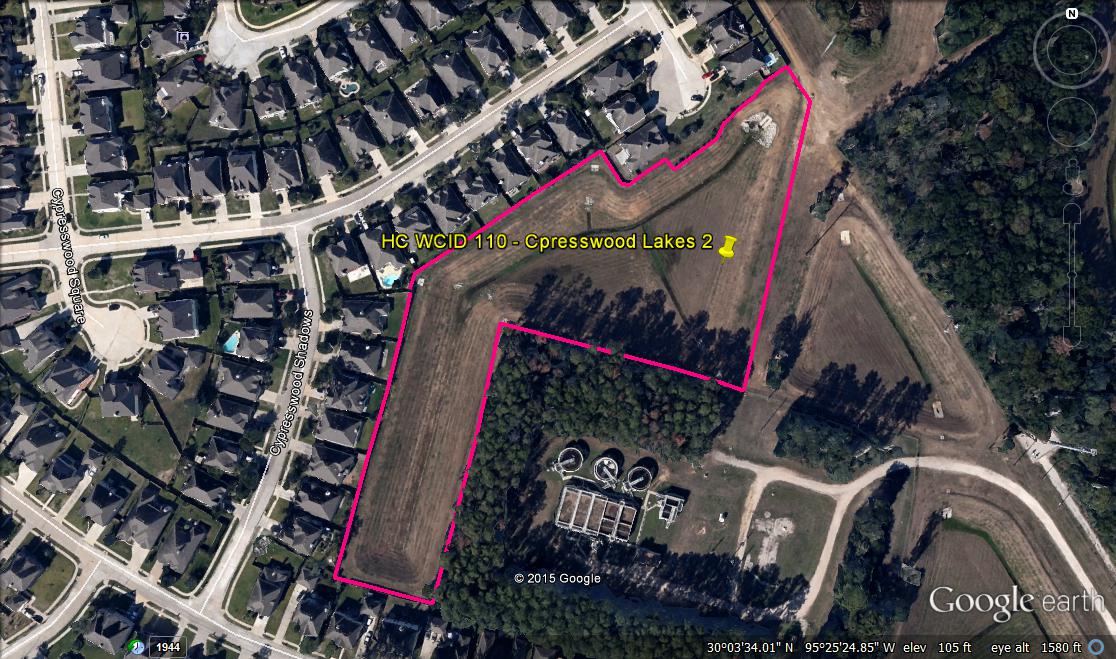 N
HC WCID 110 - Cpresswood Lakes 2
Cypresswood Square
Cypresswood Shadows
© 2015 Google
Google earth
1944
30°03'34.01" N 95°25'24.85" W elev 105 ft eye alt 1580 ft